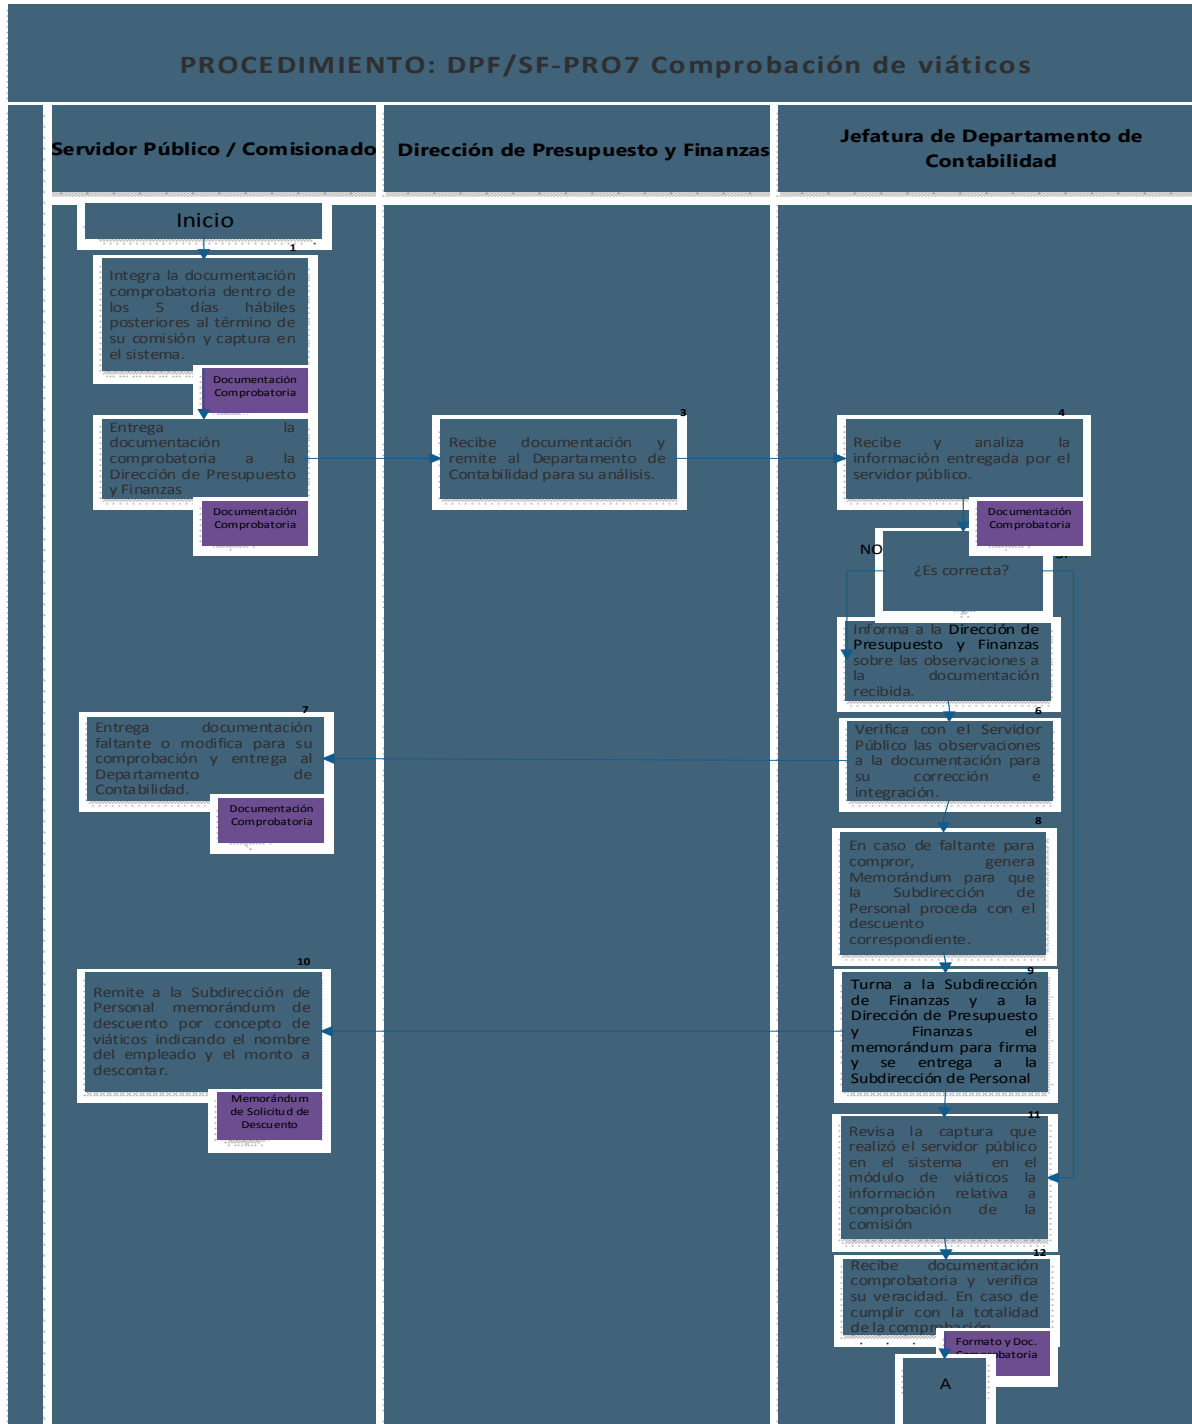 PROCEDIMIENTO: DPF/SF-PRO7 Comprobación de viáticos
Servidor Público / Comisionado
Dirección de Presupuesto y Finanzas
Jefatura de Departamento de
Contabilidad
Inicio
1
Integra la documentación
comprobatoria dentro de
los 5 días hábiles
posteriores al término de
su comisión y captura en
el sistema.
Documentación
Comprobatoria
Entrega la
documentación
comprobatoria a la
Dirección de Presupuesto
y Finanzas
Documentación
Comprobatoria
3
Recibe documentación y
remite al Departamento de
Contabilidad para su análisis.
4
Recibe y analiza la
información entregada por el
servidor público.
Documentación
Comprobatoria
NO
¿Es correcta?
Informa a la Dirección de
Presupuesto y Finanzas
sobre las observaciones a
la documentación
recibida.
6
Verifica con el Servidor
Público las observaciones
a la documentación para
su corrección e
integración.
7
Entrega documentación
faltante o modifica para su
comprobación y entrega al
Departamento de
Contabilidad.
Documentación
Comprobatoria
8
En caso de faltante para
compror, genera
Memorándum para que
la Subdirección de
Personal proceda con el
descuento
correspondiente.
9
Turna a la Subdirección
de Finanzas y a la
Dirección de Presupuesto
y Finanzas el
memorándum para firma
y se entrega a la
Subdirección de Personal
10
Remite a la Subdirección de
Personal memorándum de
descuento por concepto de
viáticos indicando el nombre
del empleado y el monto a
descontar.
Memorándum
de Solicitud de
Descuento
11
Revisa la captura que
realizó el servidor público
en el sistema en el
módulo de viáticos la
información relativa a
comprobación de la
comisión
12
Recibe documentación
comprobatoria y verifica
su veracidad. En caso de
cumplir con la totalidad
de la comprobación
Formato y Doc.
Comprobatoria
A